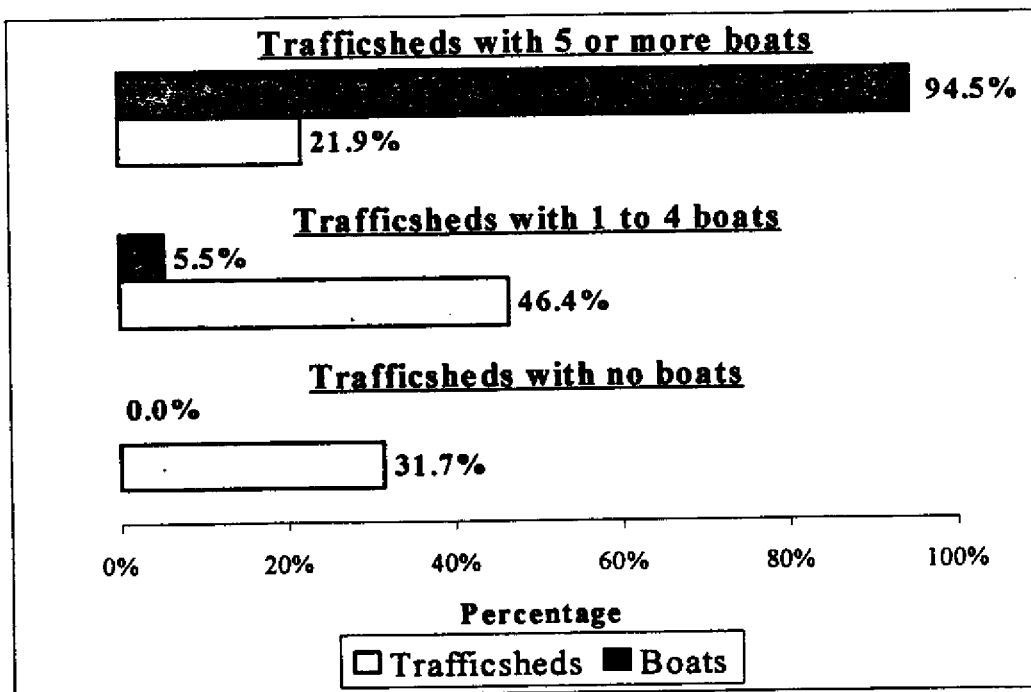 Trafficsheds with 5 or more boats
94.5%
21.9%
Trafficsheds with 1 to 4 boats
5.5%
46.4%
Trafficsheds with no boats
0.0%
31.7%
0% 20% 40% 60% 80% 100%
Percentage
Trafficsheds Boats